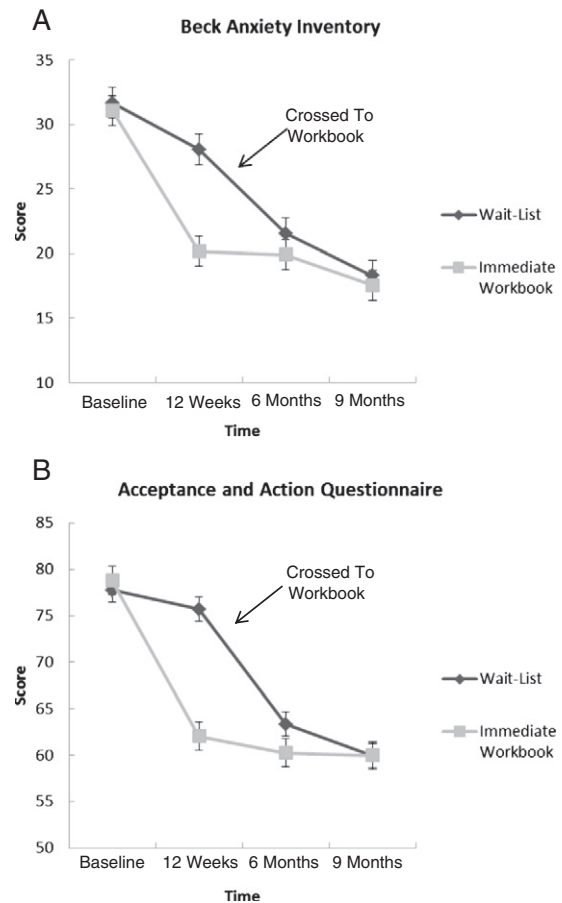 A
Beck Anxiety Inventory
35
30
25
20
15
10
Score
Crossed To
Workbook
Wait-List
Immediate
Workbook
Baseline 12 Weeks 6 Months 9 Months
Time
B
Acceptance and Action Questionnaire
85
80
75
70
65
60
55
50
Score
Crossed To
Workbook
Wait-List
Immediate
Workbook
Baseline 12 Weeks 6 Months 9 Months
Time